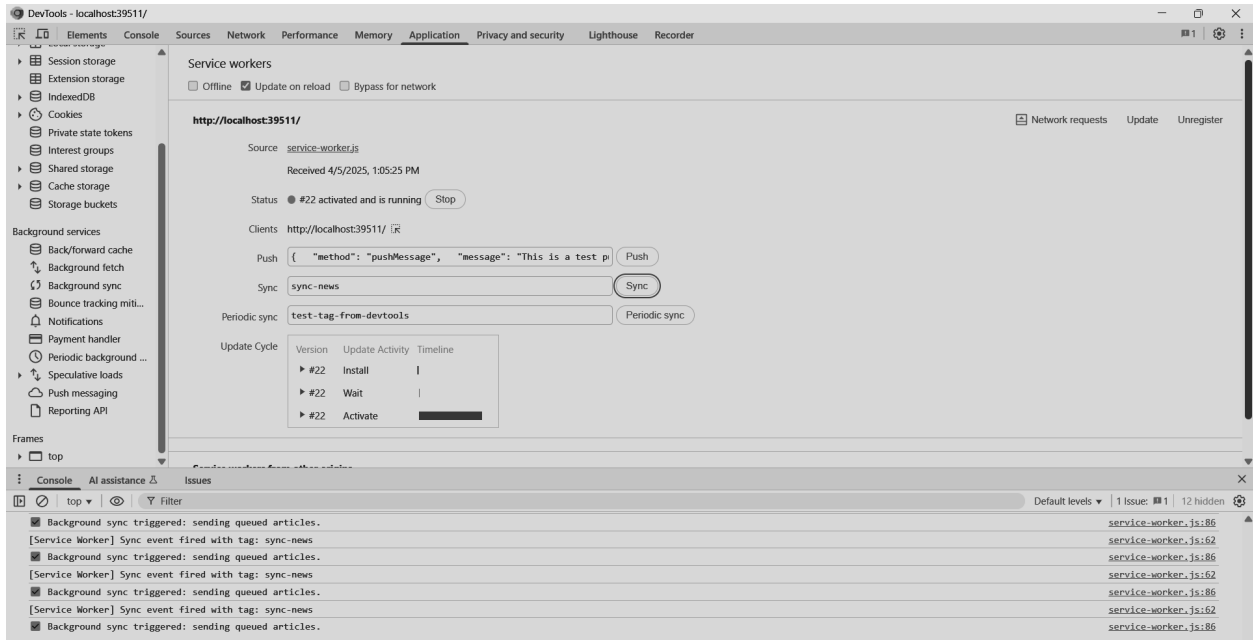 DevTools - localhost:39511/
Elements Console Sources Network Performance Memory Application Privacy and security Lighthouse Recorder 1
Local storage
Session storage
Extension storage
IndexedDB
Cookies
Private state tokens
Interest groups
Shared storage
Cache storage
Storage buckets
Background services
Back/forward cache
Background fetch
Background sync
Bounce tracking miti...
Notifications
Payment handler
Periodic background ...
Speculative loads
Push messaging
Reporting API
Frames
top
Service workers
Offline Update on reload Bypass for network
http://localhost:39511/ Network requests Update Unregister
Source service-worker.js
Received 4/5/2025, 1:05:25 PM
Status #22 activated and is running Stop
Clients http://localhost:39511/
Push { "method": "pushMessage", "message": "This is a test pu Push
Sync sync-news Sync
Periodic sync test-tag-from-devtools Periodic sync
Update Cycle Version Update Activity Timeline
#22 Install
#22 Wait
#22 Activate
Service workers from other origins
Console AI assistance Issues
top Filter Default levels 1 Issue: 1 12 hidden
Background sync triggered: sending queued articles. service-worker.js:86
[Service Worker] Sync event fired with tag: sync-news service-worker.js:62
Background sync triggered: sending queued articles. service-worker.js:86
[Service Worker] Sync event fired with tag: sync-news service-worker.js:62
Background sync triggered: sending queued articles. service-worker.js:86
[Service Worker] Sync event fired with tag: sync-news service-worker.js:62
Background sync triggered: sending queued articles. service-worker.js:86